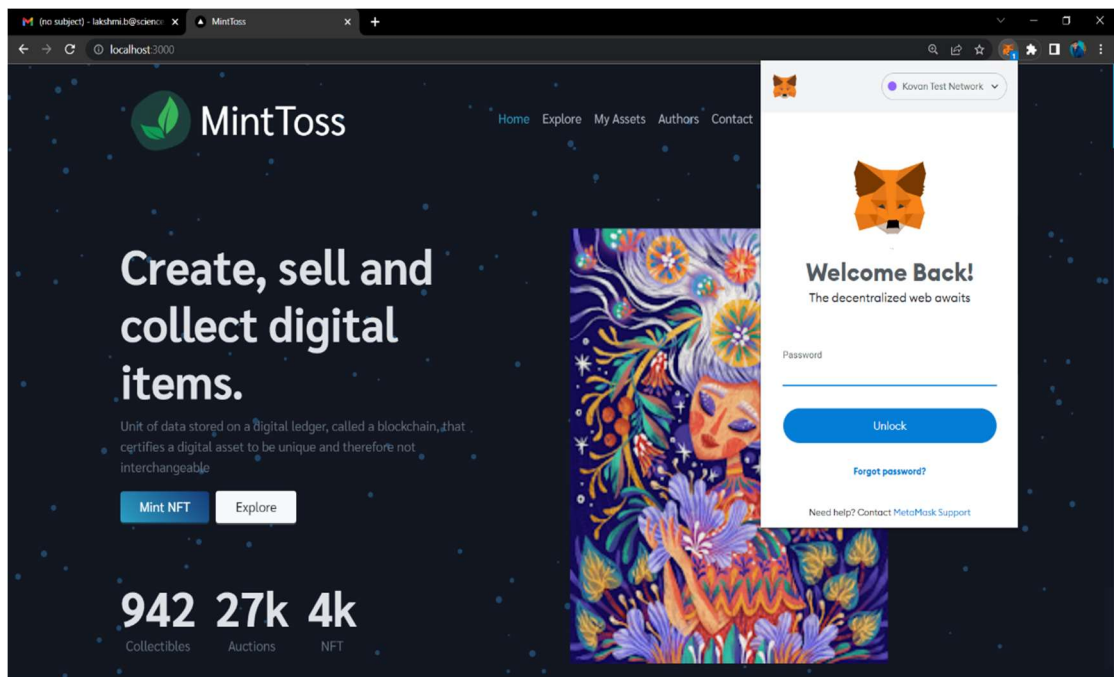 (no subject) - lakshmi.b@science
MintToss
localhost:3000
1
MintToss
Home Explore My Assets Authors Contact
Create, sell and
collect digital
items.
Unit of data stored on a digital ledger, called a blockchain, that
certifies a digital asset to be unique and therefore not
interchangeable
Mint NFT
Explore
942 27k 4k
Collectibles Auctions NFT
Kovan Test Network
Welcome Back!
The decentralized web awaits
Password
Unlock
Forgot password?
Need help? Contact MetaMask Support